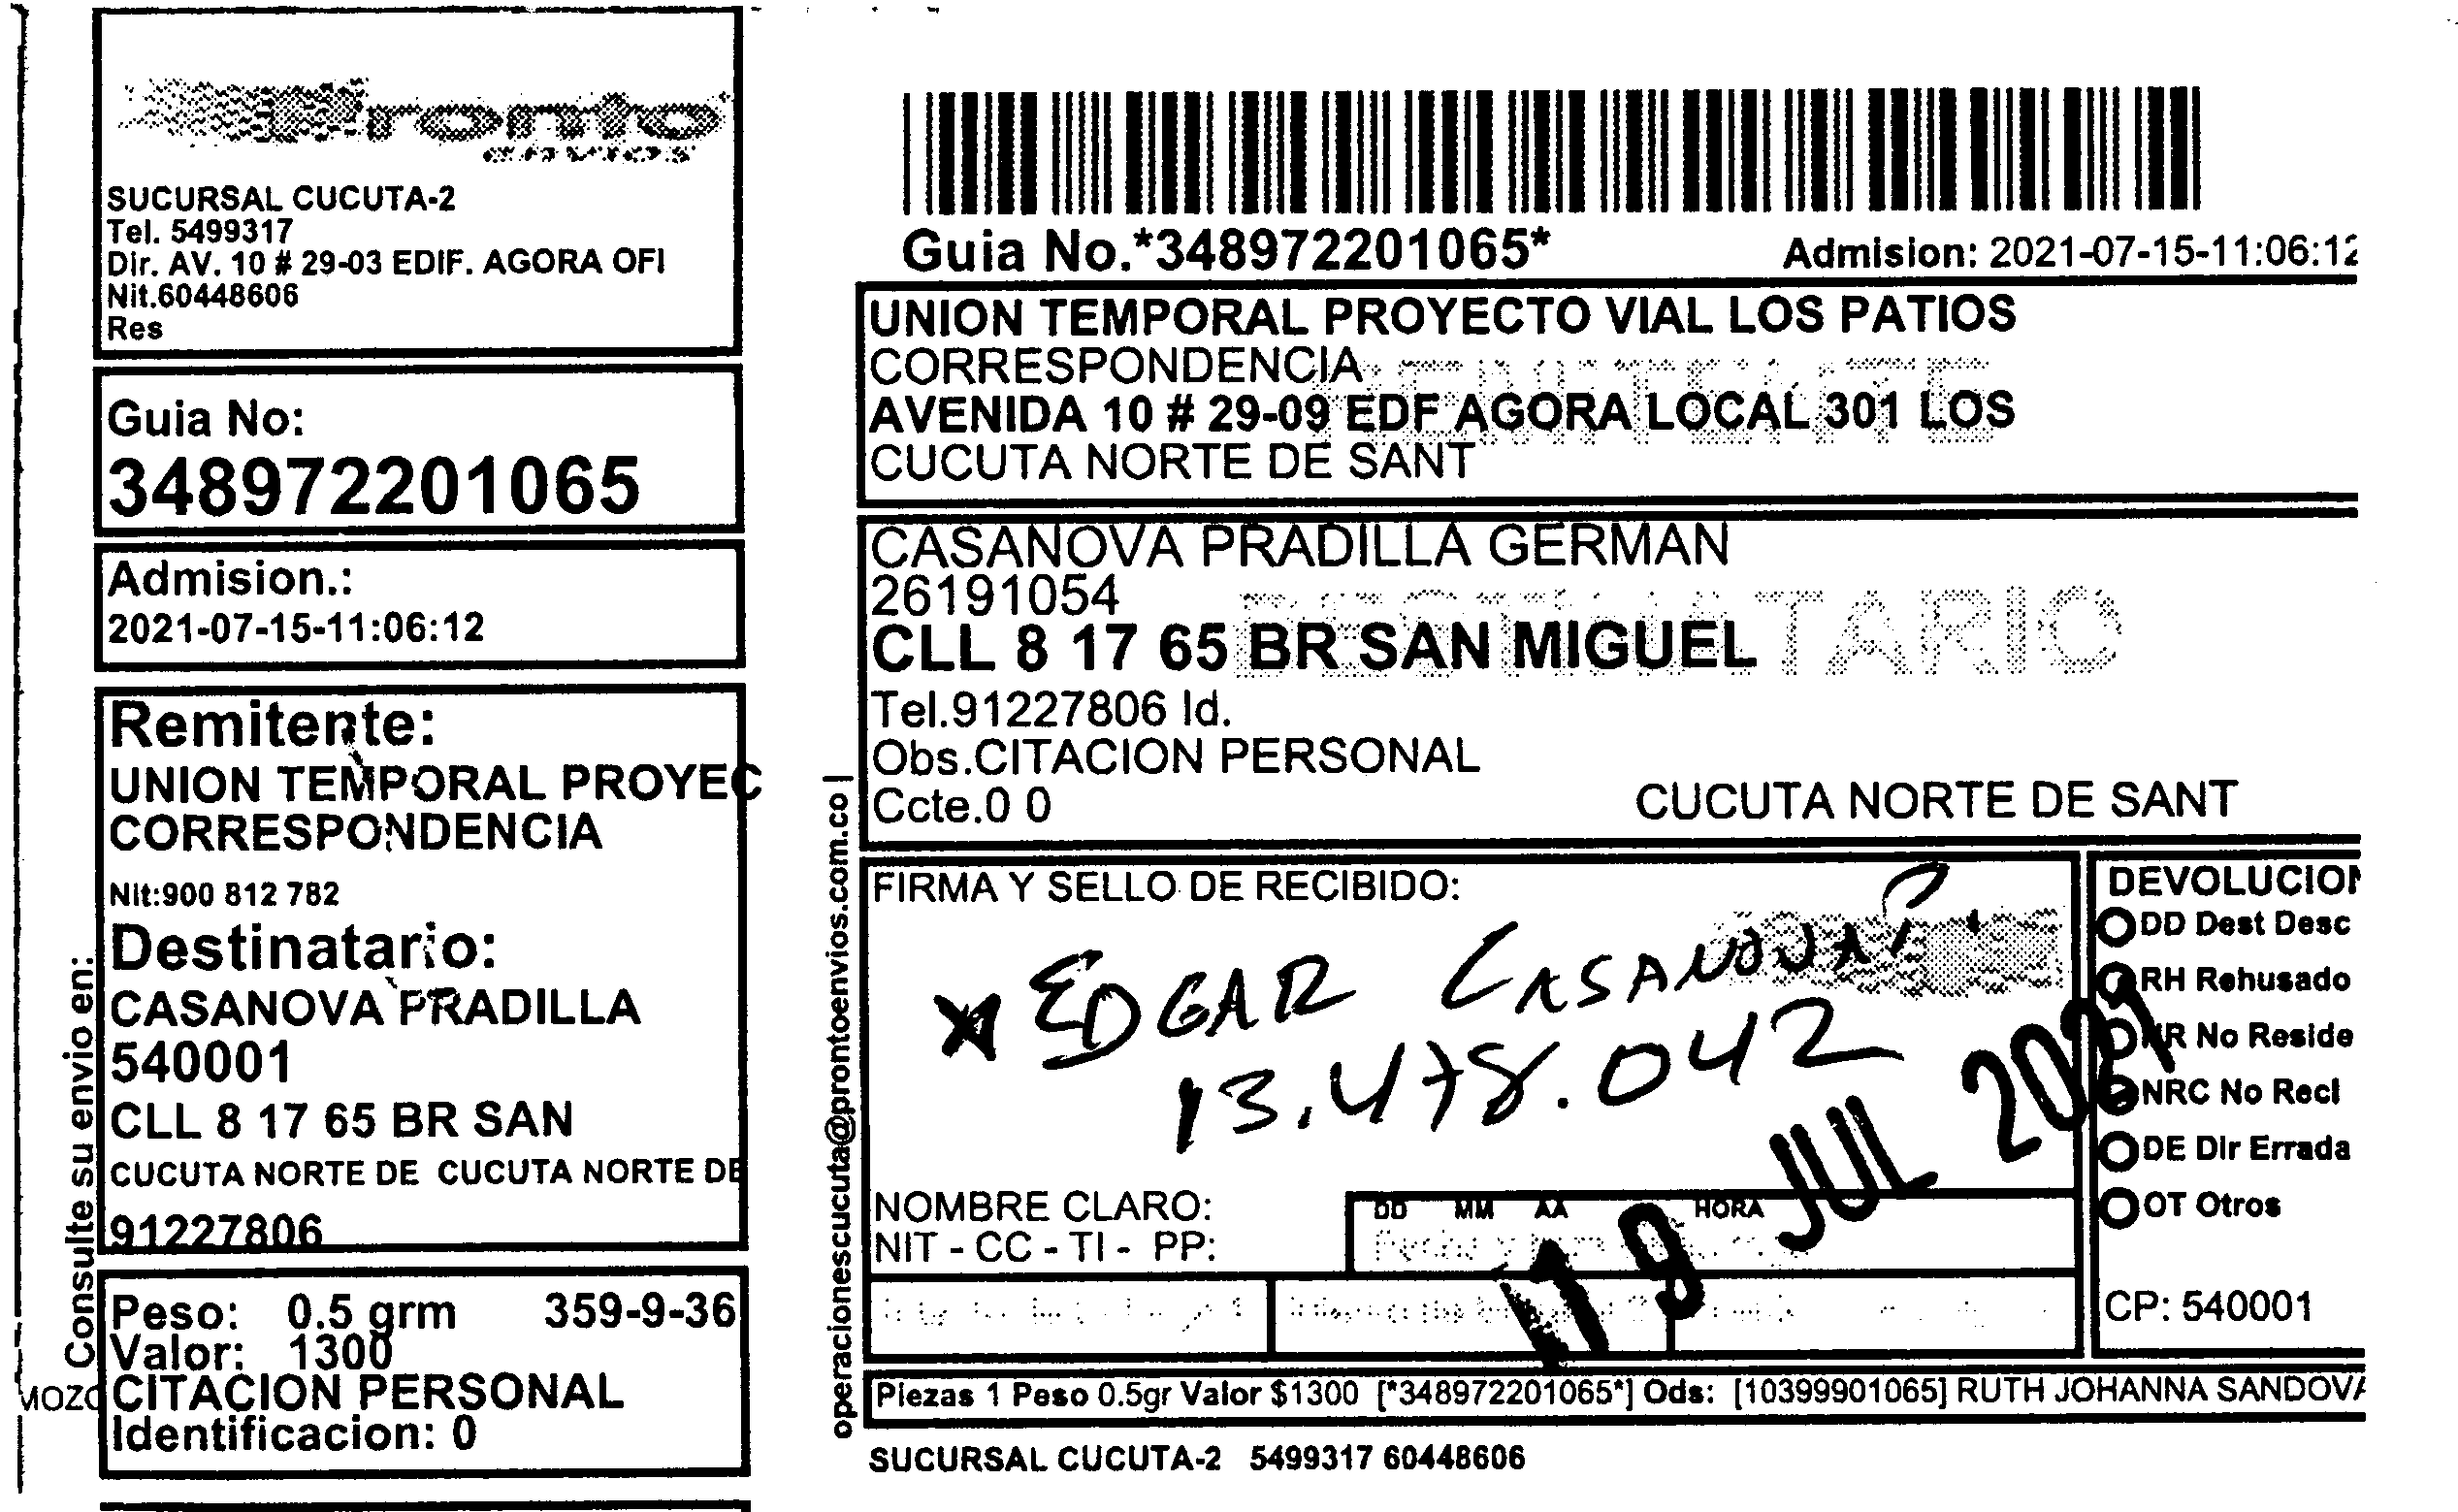 Pronto
ENVIOS
SUCURSAL CUCUTA-2
Tel. 5499317
Dir. AV. 10 # 29-03 EDIF. AGORA OFI
Nit.60448606
Res
Guia No:
348972201065
Admision.:
2021-07-15-11:06:12
Remitente:
UNION TEMPORAL PROYEC
CORRESPONDENCIA
Nit:900 812 782
Destinatario:
CASANOVA PRADILLA
540001
CLL 8 17 65 BR SAN
CUCUTA NORTE DE CUCUTA NORTE DE
91227806
Peso: 0.5 grm 359-9-36
Valor: 1300
CITACION PERSONAL
Identificacion: 0
Consulte su envio en:
operacionescucuta@prontoenvios.com.co |
Guia No.*348972201065*
Admision: 2021-07-15-11:06:12
UNION TEMPORAL PROYECTO VIAL LOS PATIOS
CORRESPONDENCIA
REMITENTE
AVENIDA 10 # 29-09 EDF AGORA LOCAL 301 LOS
CUCUTA NORTE DE SANT
CASANOVA PRADILLA GERMAN
26191054
DESTINATARIO
CLL 8 17 65 BR SAN MIGUEL
Tel.91227806 Id.
Obs.CITACION PERSONAL
Ccte.0 0
CUCUTA NORTE DE SANT
FIRMA Y SELLO DE RECIBIDO:
EDGAR CASANOVA
13.478.042
19 JUL 2021
NOMBRE CLARO:
NIT - CC - TI - PP:
DD MM AA HORA
DEVOLUCION
DD Dest Desc
RH Rehusado
NR No Reside
NRC No Recl
DE Dir Errada
OT Otros
CP: 540001
Piezas 1 Peso 0.5gr Valor $1300 [*348972201065*] Ods: [10399901065] RUTH JOHANNA SANDOVA
SUCURSAL CUCUTA-2 5499317 60448606